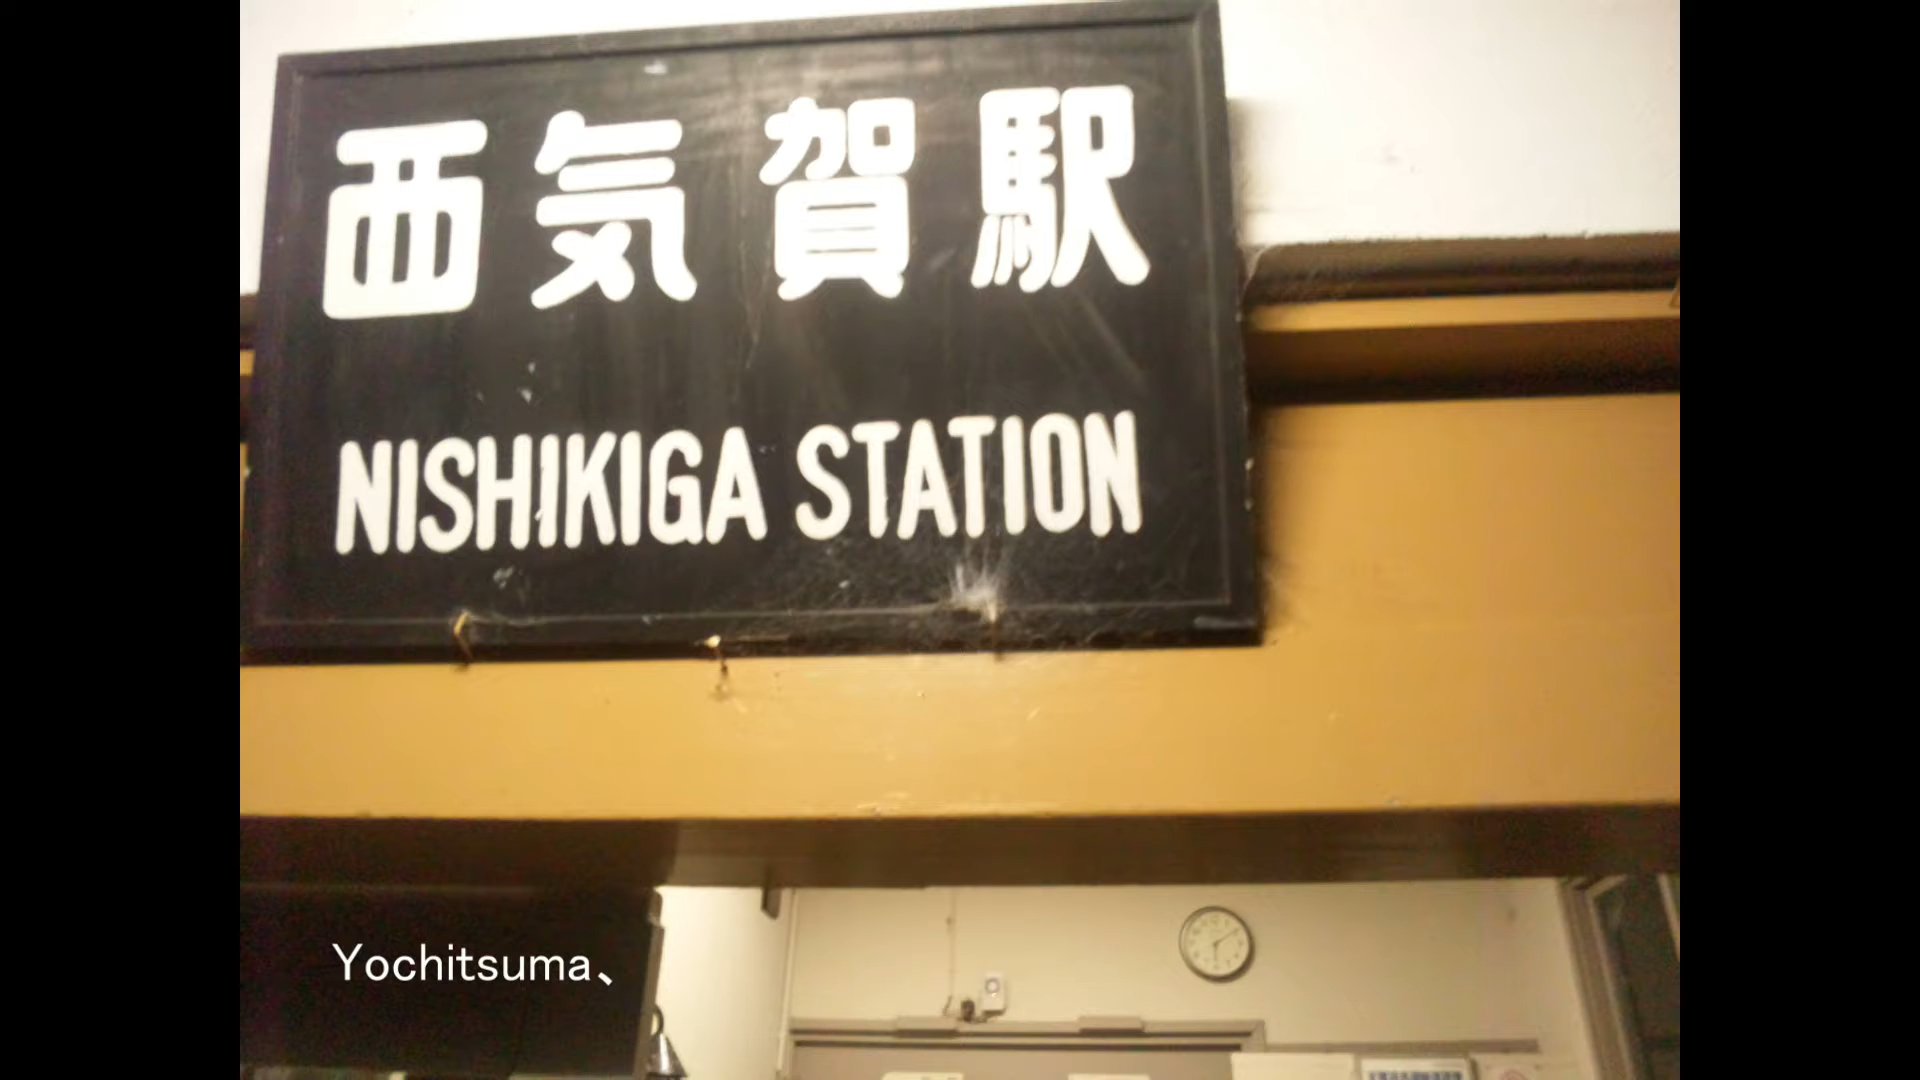 西気賀駅
NISHIKIGA STATION
Yochitsuma、